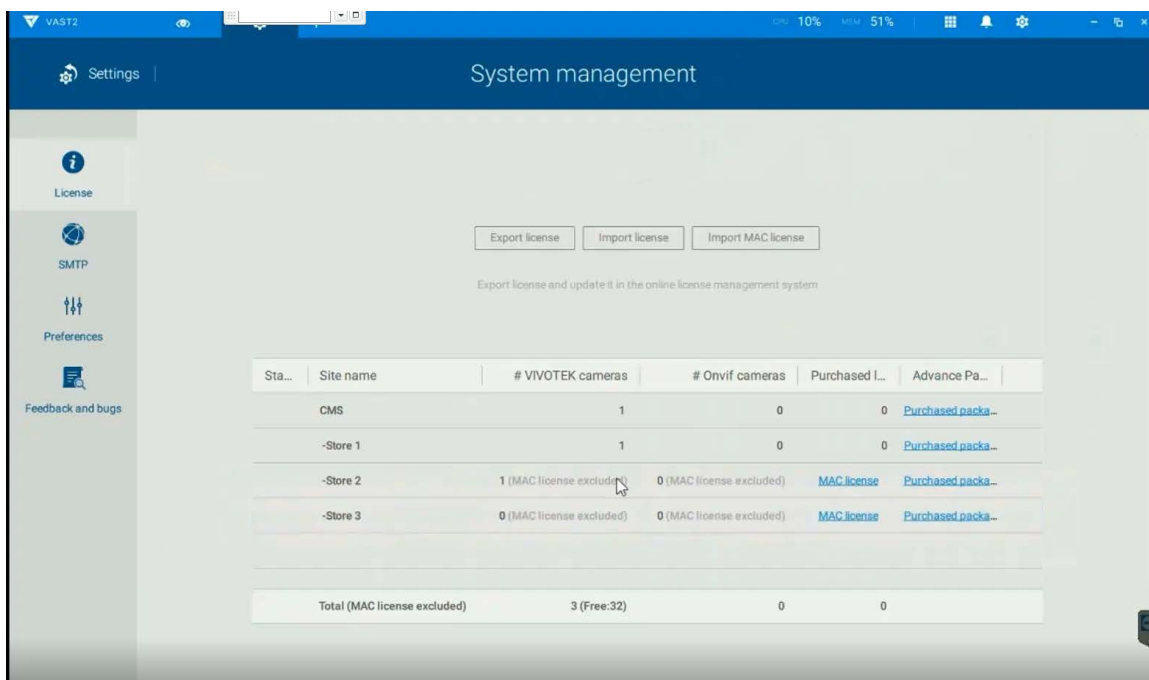 VAST2 CPU 10% MEM 51%
Settings System management
License
SMTP
Preferences
Feedback and bugs
Export license Import license Import MAC license
Export license and update it in the online license management system
Sta... Site name # VIVOTEK cameras # Onvif cameras Purchased l... Advance Pa...
CMS 1 0 0 Purchased packa...
-Store 1 1 0 0 Purchased packa...
-Store 2 1 (MAC license excluded) 0 (MAC license excluded) MAC license Purchased packa...
-Store 3 0 (MAC license excluded) 0 (MAC license excluded) MAC license Purchased packa...
Total (MAC license excluded) 3 (Free:32) 0 0